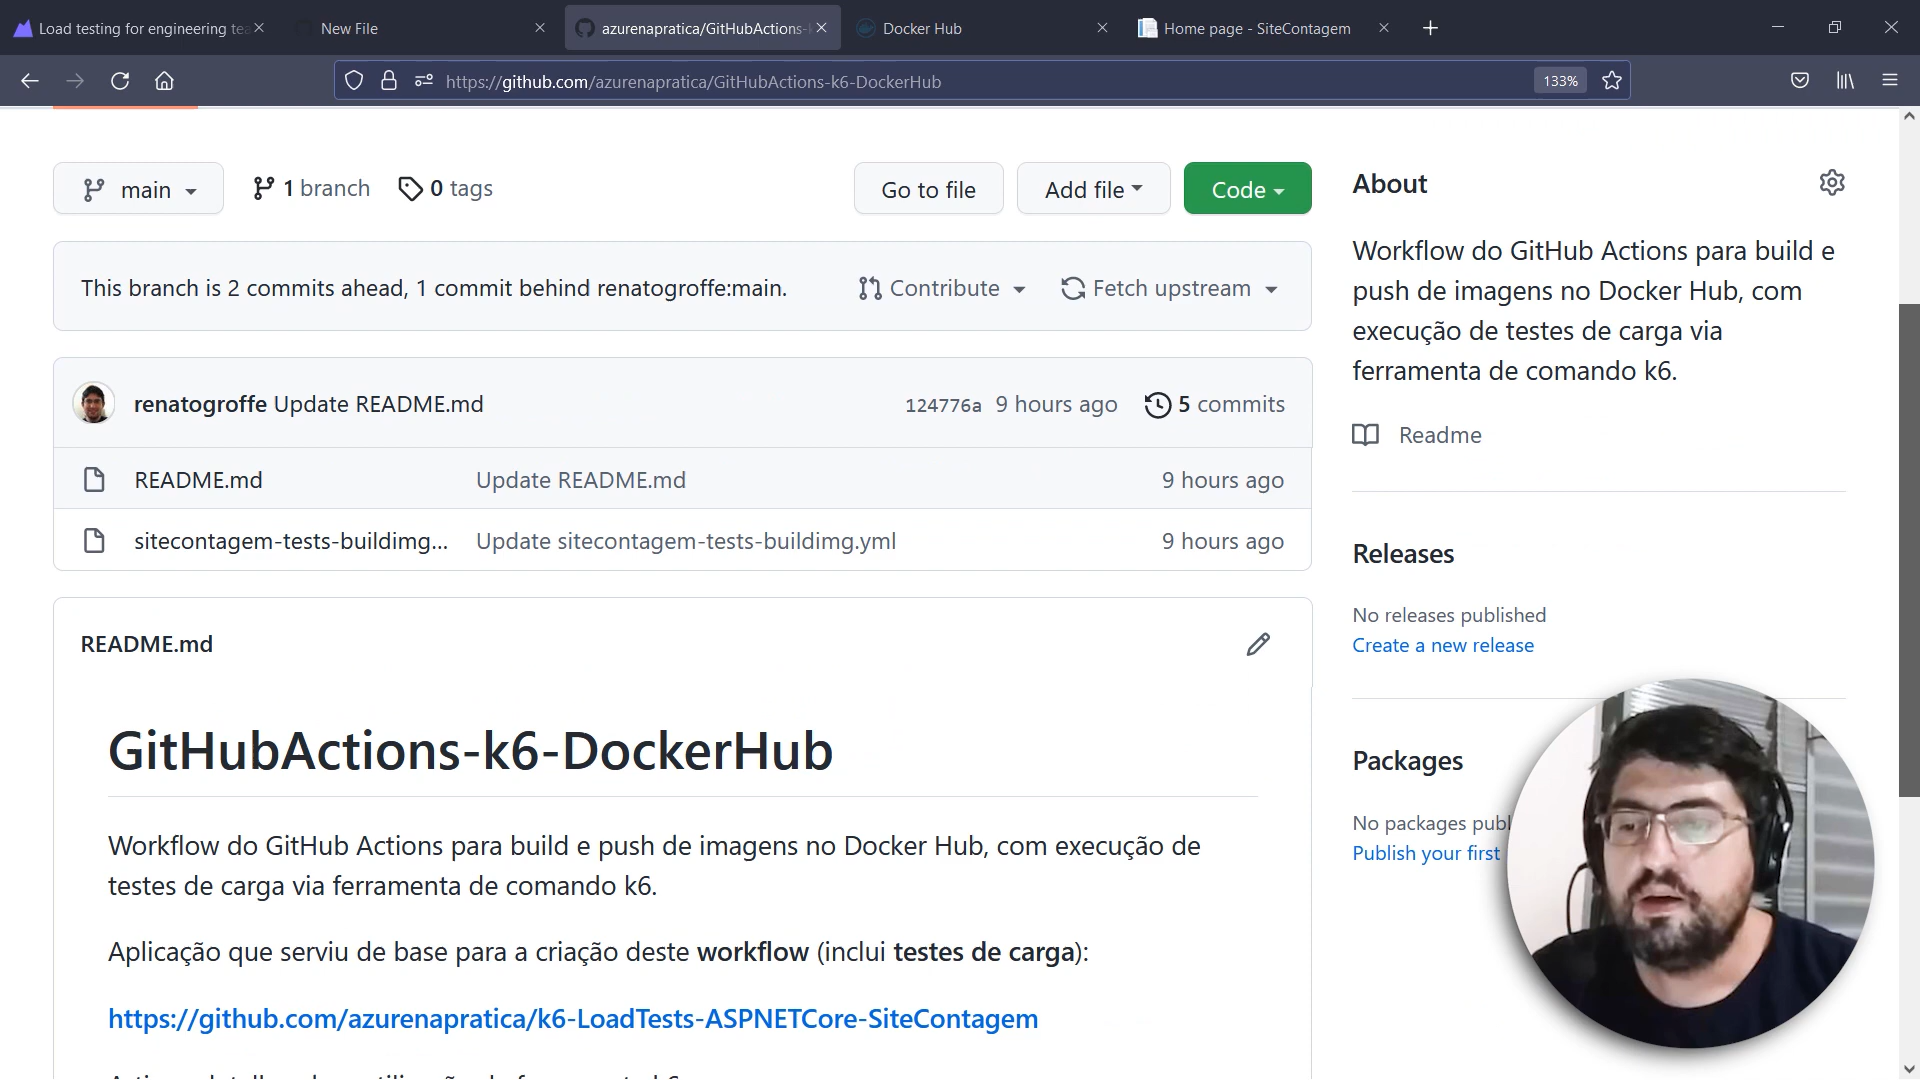 Load testing for engineering tea
New File
azurenapratica/GitHubActions-
Docker Hub
Home page - SiteContagem
https://github.com/azurenapratica/GitHubActions-k6-DockerHub
133%
main
1 branch
0 tags
Go to file
Add file
Code
This branch is 2 commits ahead, 1 commit behind renatogroffe:main.
Contribute
Fetch upstream
renatogroffe Update README.md
124776a 9 hours ago
5 commits
README.md
Update README.md
9 hours ago
sitecontagem-tests-buildimg...
Update sitecontagem-tests-buildimg.yml
9 hours ago
README.md
GitHubActions-k6-DockerHub
Workflow do GitHub Actions para build e push de imagens no Docker Hub, com execução de
testes de carga via ferramenta de comando k6.
Aplicação que serviu de base para a criação deste workflow (inclui testes de carga):
https://github.com/azurenapratica/k6-LoadTests-ASPNETCore-SiteContagem
About
Workflow do GitHub Actions para build e
push de imagens no Docker Hub, com
execução de testes de carga via
ferramenta de comando k6.
Readme
Releases
No releases published
Create a new release
Packages
No packages publ
Publish your first